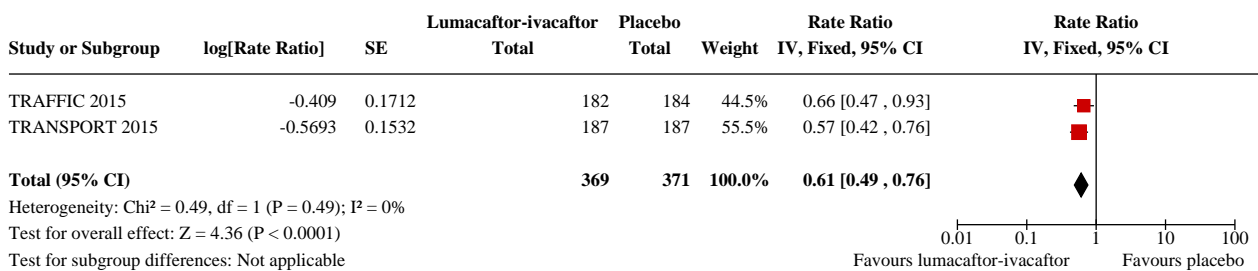 Lumacaftor-ivacaftor Placebo Rate Ratio Rate Ratio
Study or Subgroup log[Rate Ratio] SE Total Total Weight IV, Fixed, 95% CI IV, Fixed, 95% CI
TRAFFIC 2015 -0.409 0.1712 182 184 44.5% 0.66 [0.47 , 0.93]
TRANSPORT 2015 -0.5693 0.1532 187 187 55.5% 0.57 [0.42 , 0.76]
Total (95% CI) 369 371 100.0% 0.61 [0.49 , 0.76]
Heterogeneity: Chi² = 0.49, df = 1 (P = 0.49); I² = 0%
Test for overall effect: Z = 4.36 (P < 0.0001)
0.01 0.1 1 10 100
Test for subgroup differences: Not applicable Favours lumacaftor-ivacaftor Favours placebo